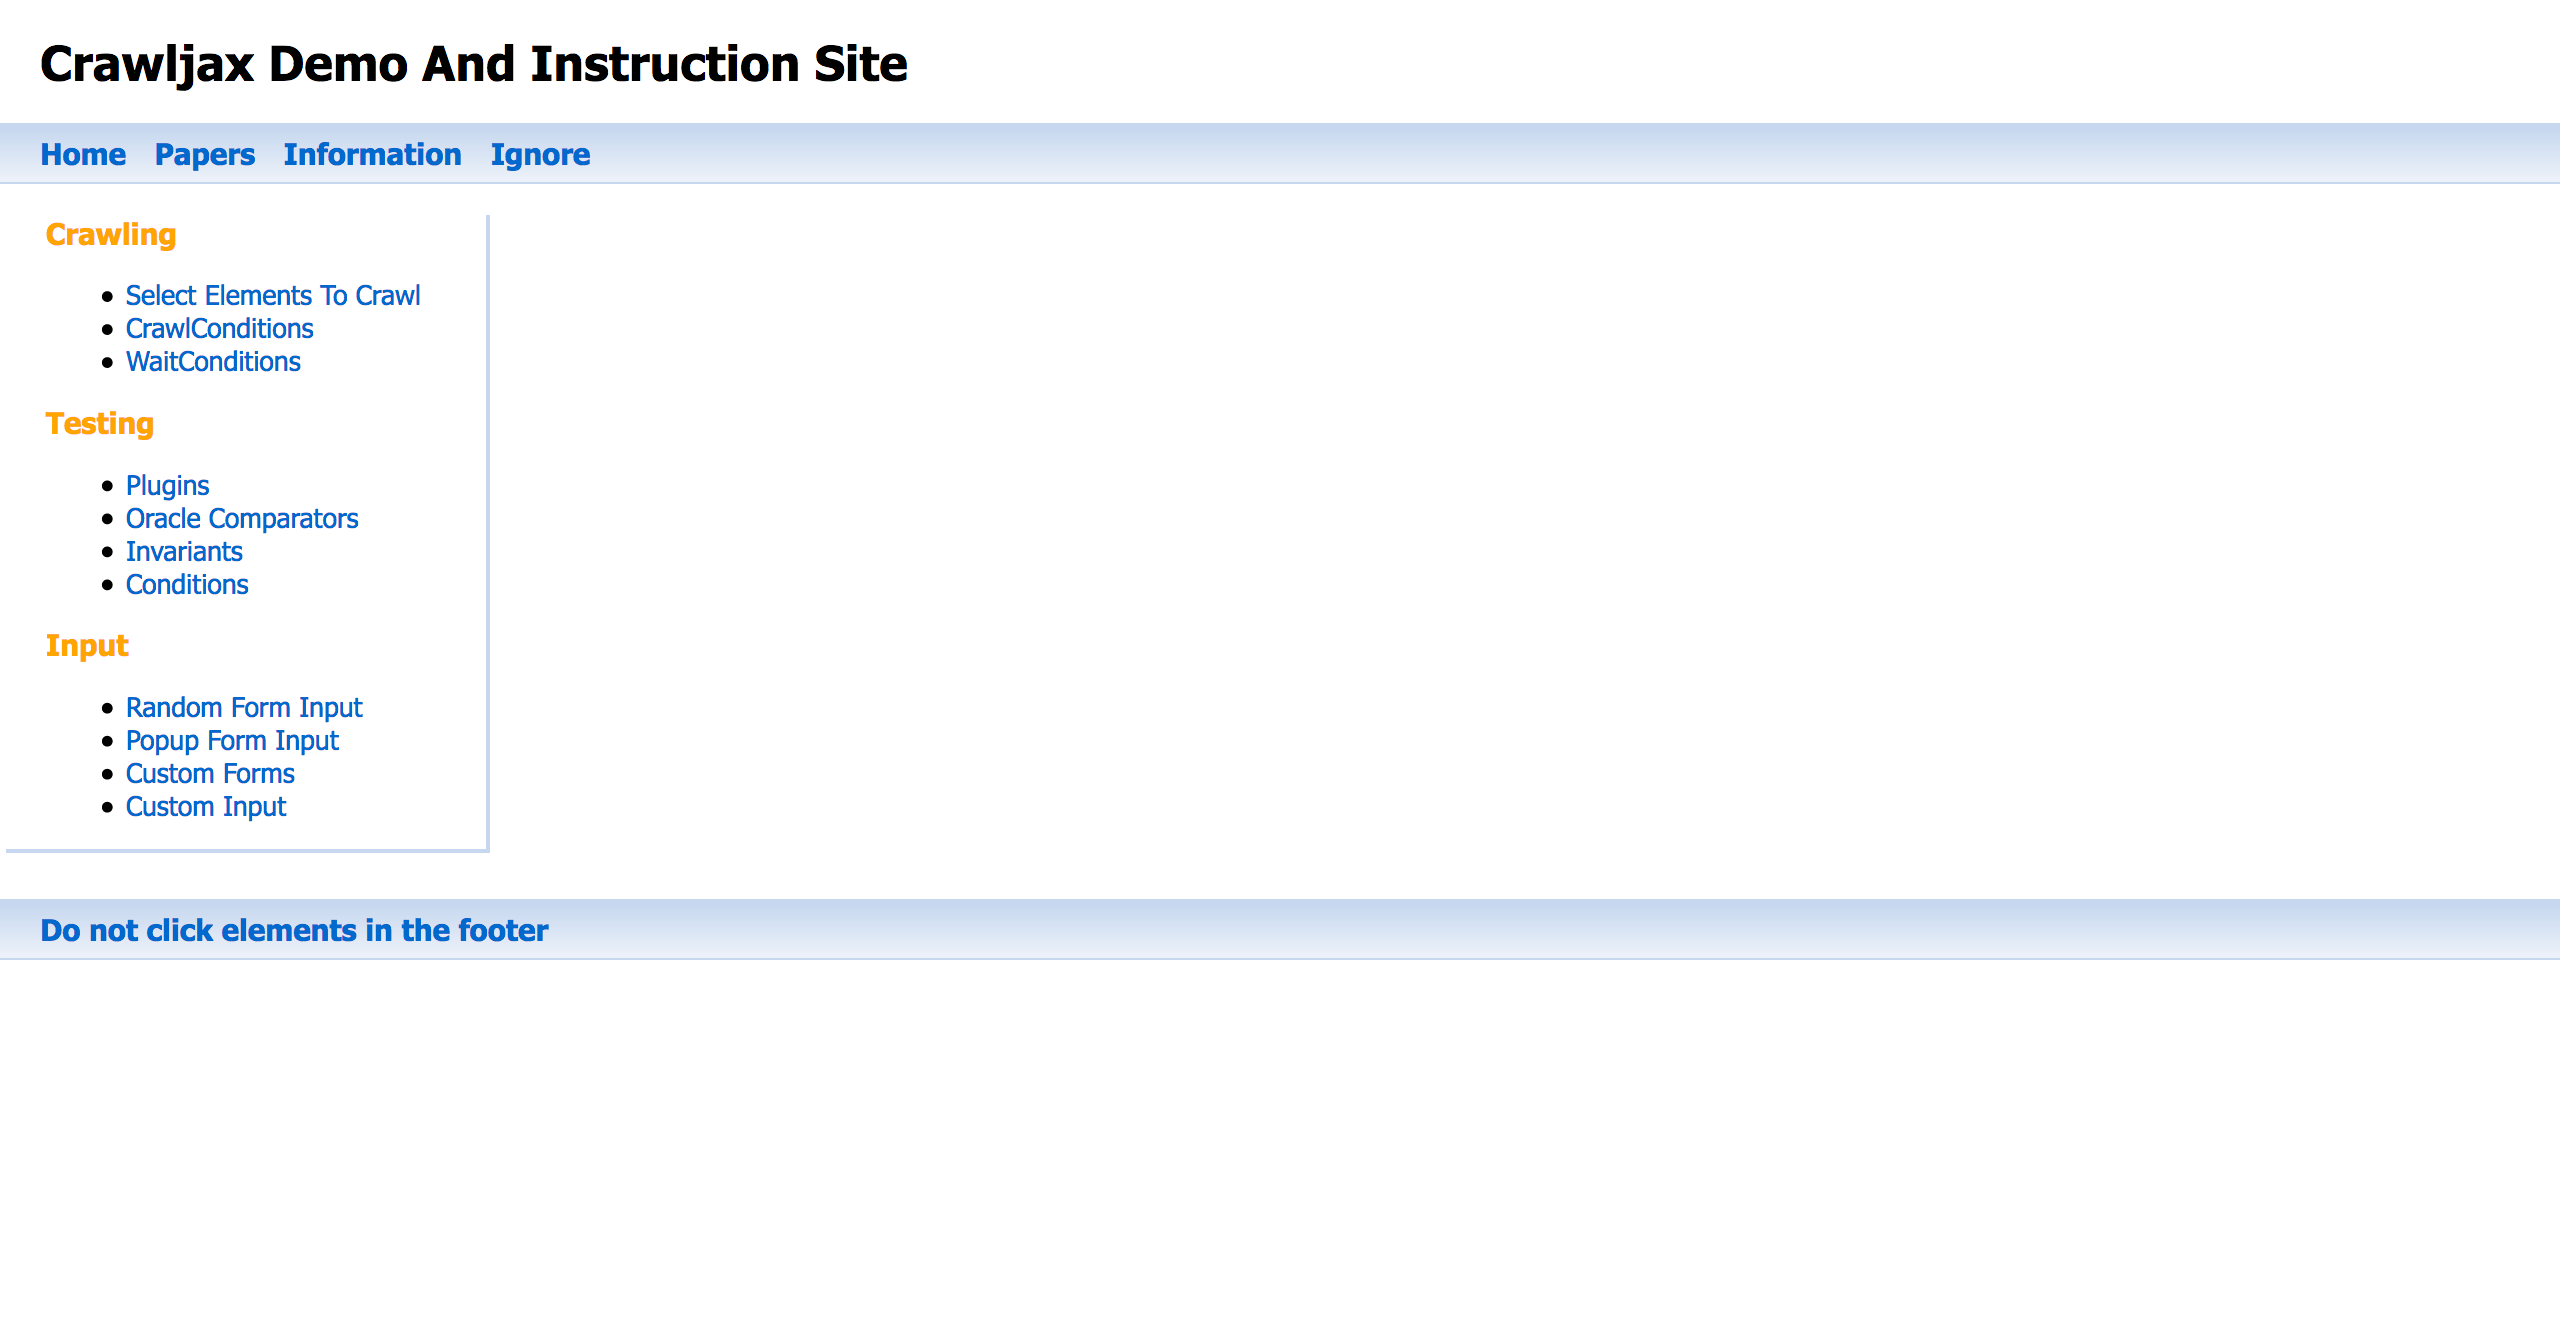 Crawljax Demo And Instruction Site
Home Papers Information Ignore
Crawling
Select Elements To Crawl
CrawlConditions
WaitConditions
Testing
Plugins
Oracle Comparators
Invariants
Conditions
Input
Random Form Input
Popup Form Input
Custom Forms
Custom Input
Do not click elements in the footer